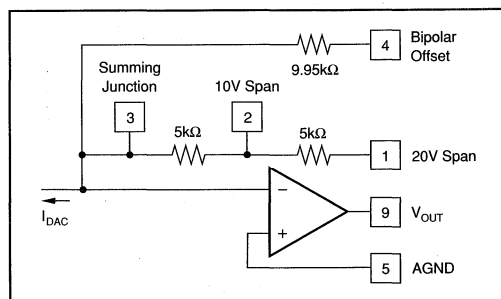 4
Bipolar
Offset
9.95kΩ
Summing
Junction
10V Span
3
2
5kΩ
5kΩ
1
20V Span
I_DAC
−
+
9
V_OUT
5
AGND